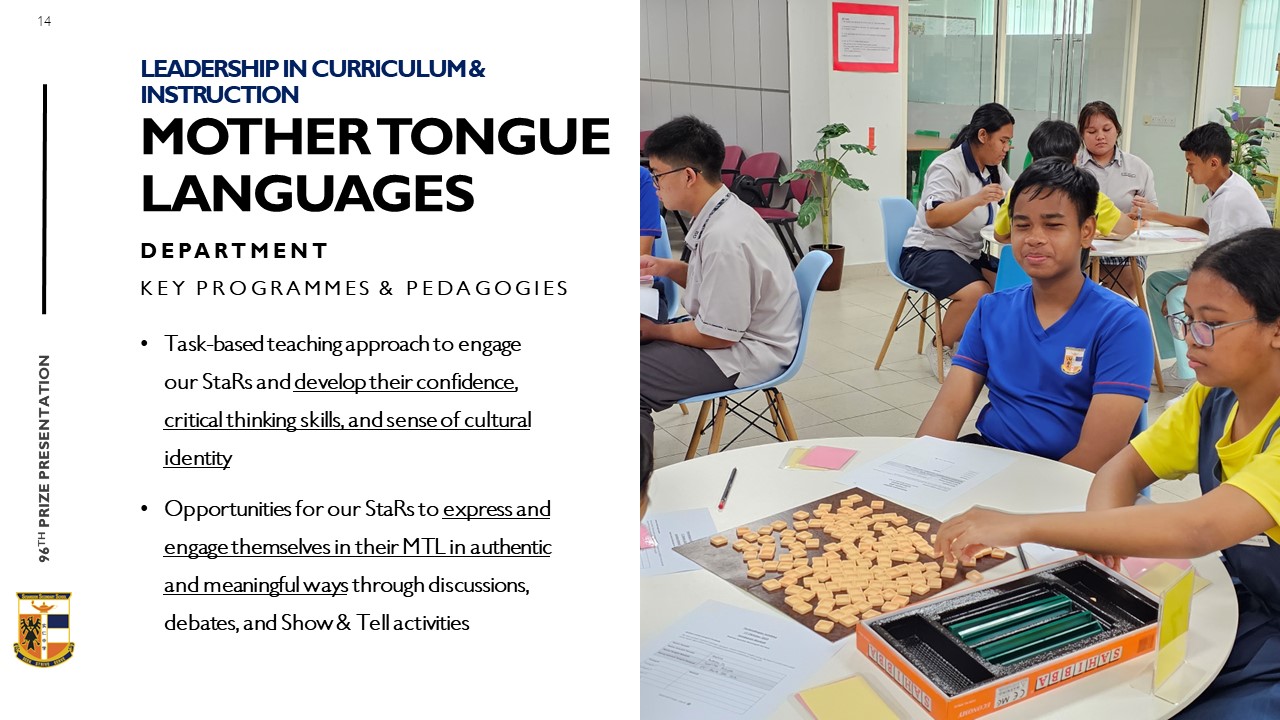 14
LEADERSHIP IN CURRICULUM &
INSTRUCTION
MOTHER TONGUE
LANGUAGES
DEPARTMENT
KEY PROGRAMMES & PEDAGOGIES
• Task-based teaching approach to engage
our StaRs and develop their confidence,
critical thinking skills, and sense of cultural
identity
• Opportunities for our StaRs to express and
engage themselves in their MTL in authentic
and meaningful ways through discussions,
debates, and Show & Tell activities
96TH PRIZE PRESENTATION
SAHIBBA
SAHIBBA